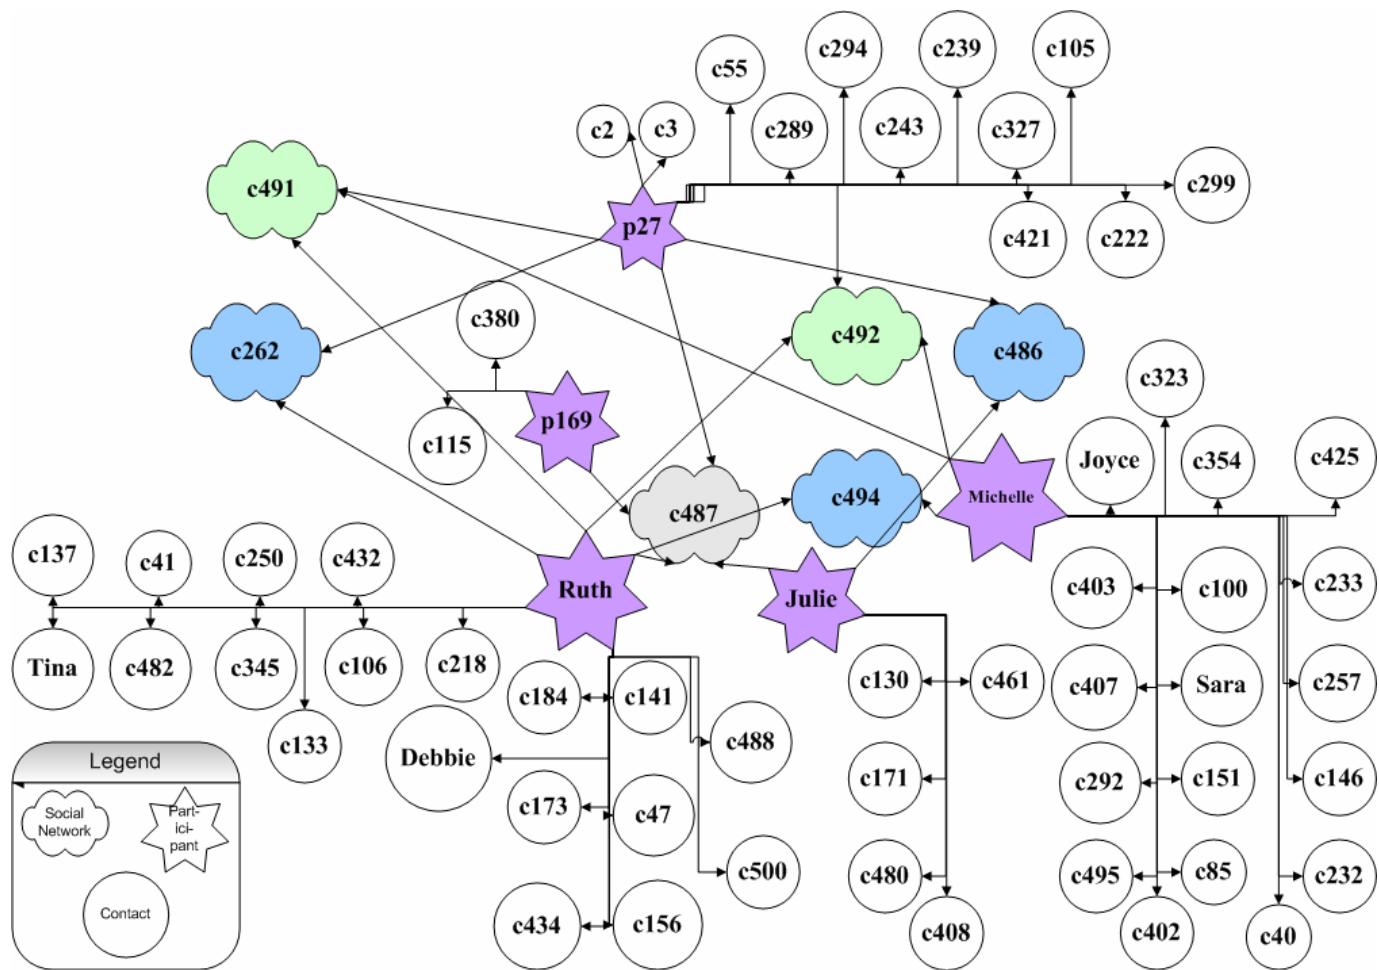 c294
c239
c105
c55
c289
c243
c327
c2
c3
c299
c491
p27
c421
c222
c380
c262
c492
c486
c323
p169
c115
Joyce
c354
c425
c487
c494
Michelle
c137
c41
c250
c432
Ruth
Julie
c403
c100
c233
Tina
c482
c345
c106
c218
c184
c141
c130
c461
c407
Sara
c257
c133
Debbie
c488
c171
c292
c151
c146
c173
c47
c500
c480
c495
c85
c232
c434
c156
c408
c402
c40
Legend
Social
Network
Part-
ici-
pant
Contact